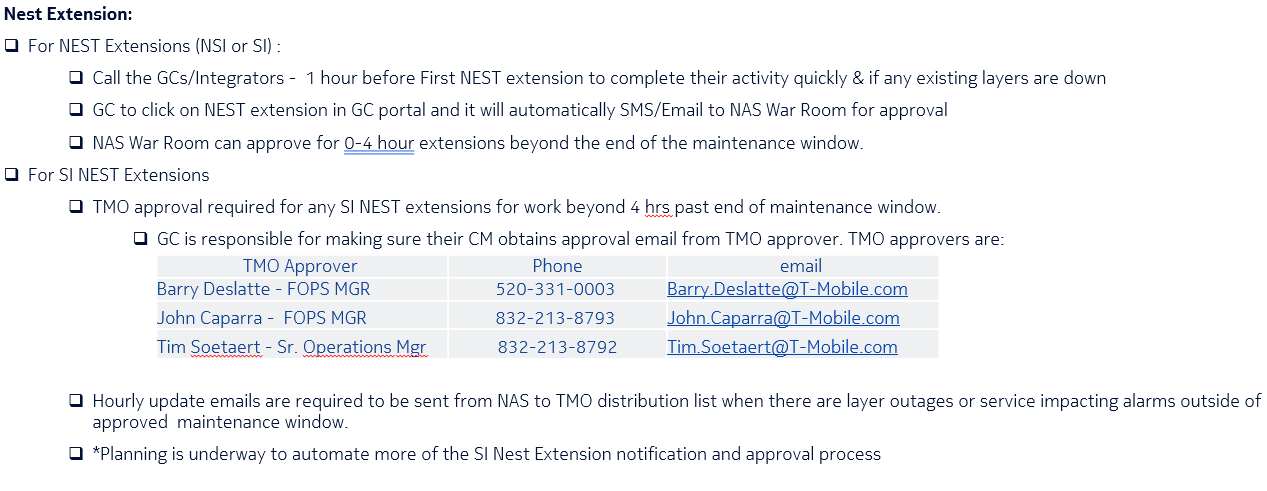 Nest Extension:
For NEST Extensions (NSI or SI) :
Call the GCs/Integrators - 1 hour before First NEST extension to complete their activity quickly & if any existing layers are down
GC to click on NEST extension in GC portal and it will automatically SMS/Email to NAS War Room for approval
NAS War Room can approve for 0-4 hour extensions beyond the end of the maintenance window.
For SI NEST Extensions
TMO approval required for any SI NEST extensions for work beyond 4 hrs past end of maintenance window.
GC is responsible for making sure their CM obtains approval email from TMO approver. TMO approvers are:
TMO Approver Phone email
Barry Deslatte - FOPS MGR 520-331-0003 Barry.Deslatte@T-Mobile.com
John Caparra - FOPS MGR 832-213-8793 John.Caparra@T-Mobile.com
Tim Soetaert - Sr. Operations Mgr 832-213-8792 Tim.Soetaert@T-Mobile.com
Hourly update emails are required to be sent from NAS to TMO distribution list when there are layer outages or service impacting alarms outside of
approved maintenance window.
*Planning is underway to automate more of the SI Nest Extension notification and approval process